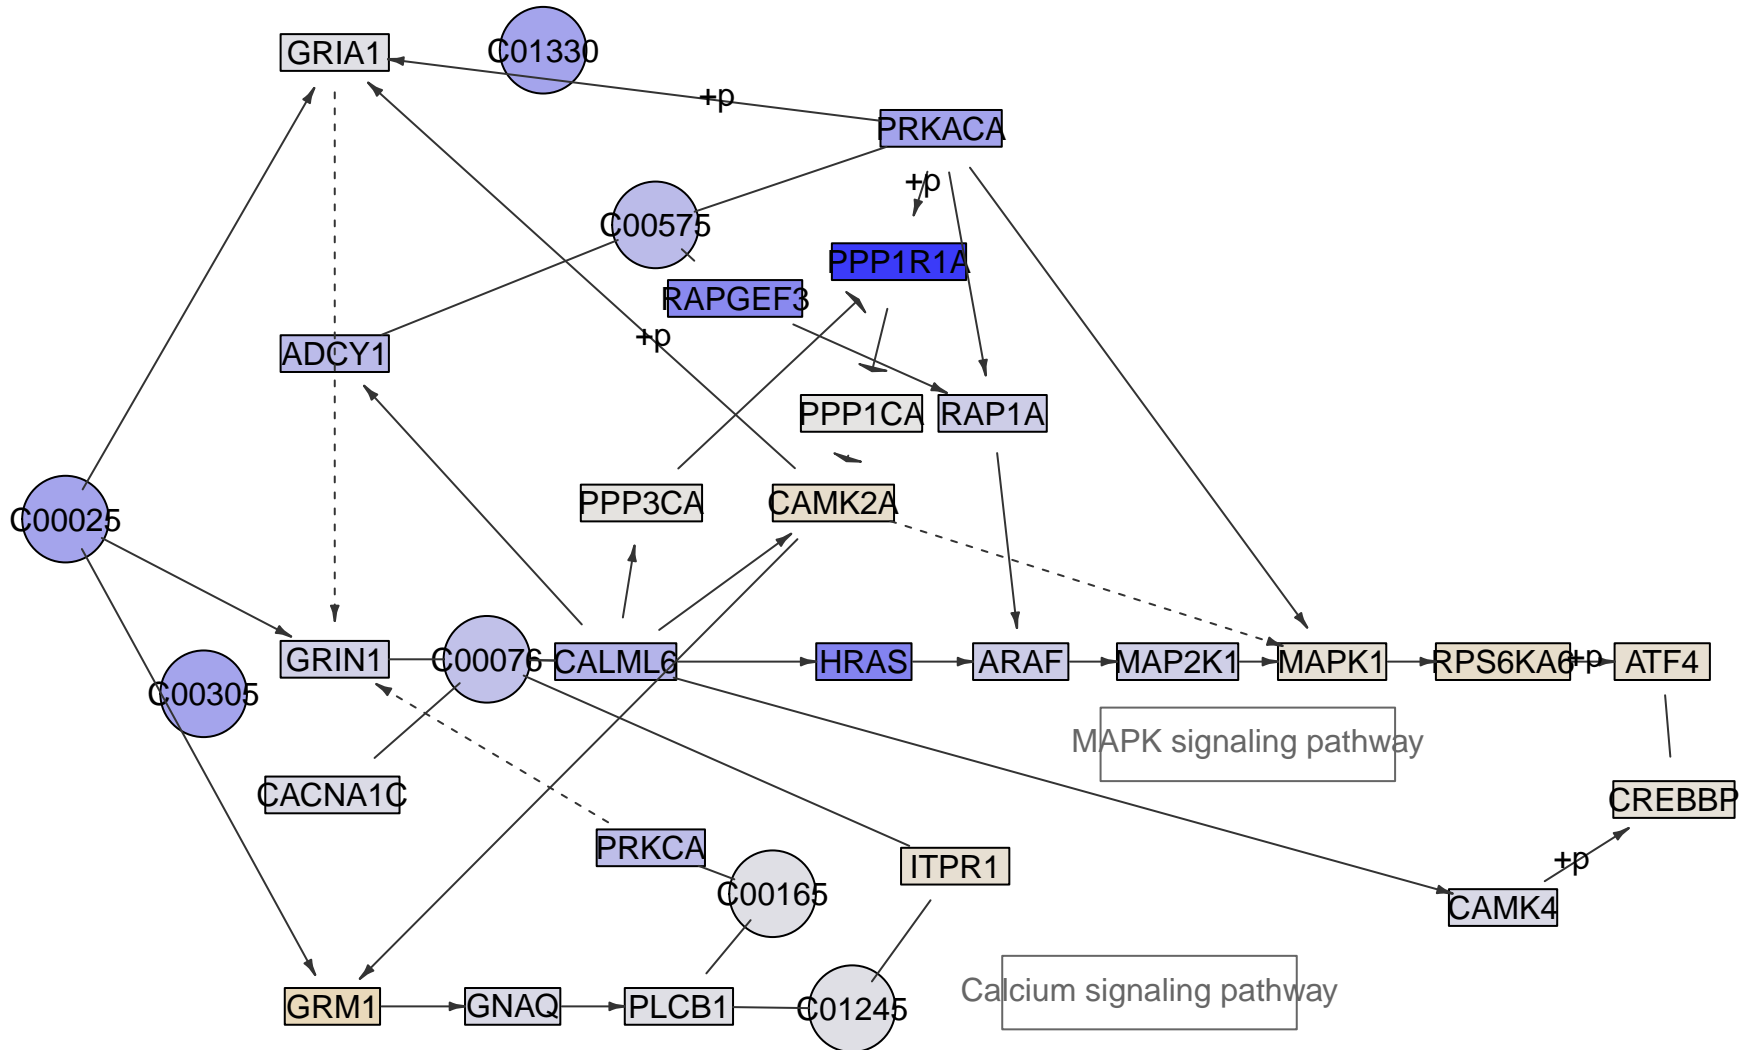 C01330
GRIA1
+p
PRKACA
+p
C00575
PPP1R1A
RAPGEF3
+p
ADCY1
PPP1CA
RAP1A
PPP3CA
CAMK2A
C00025
GRIN1
C00076
CALML6
HRAS
ARAF
MAP2K1
MAPK1
RPS6KA6
+p
ATF4
C00305
MAPK signaling pathway
CACNA1C
CREBBP
PRKCA
ITPR1
+p
C00165
CAMK4
Calcium signaling pathway
GRM1
GNAQ
PLCB1
C01245